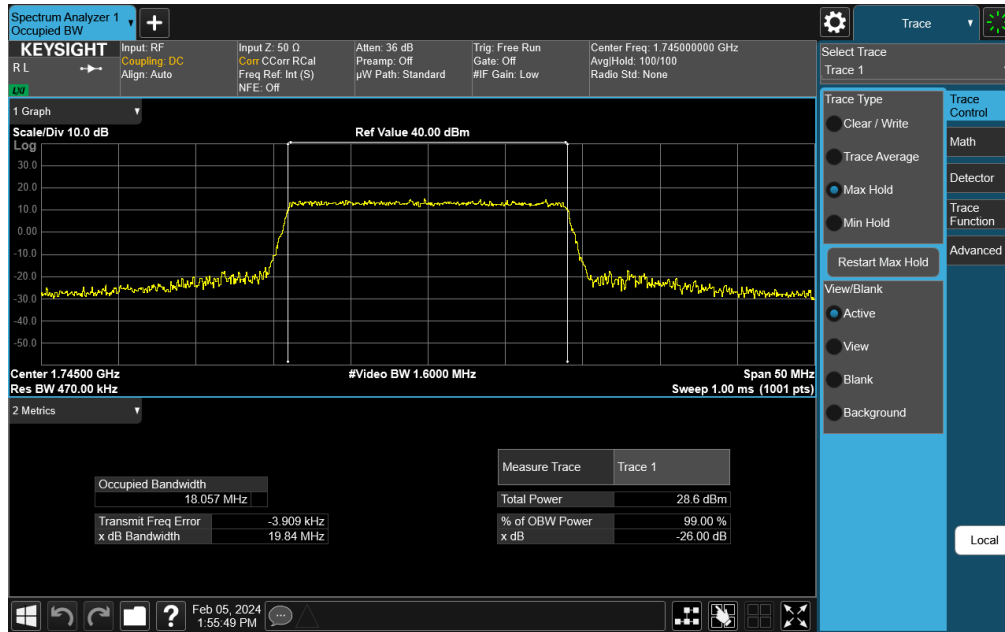 Spectrum Analyzer 1
Occupied BW
KEYSIGHT
R L
LXI
Input: RF
Coupling: DC
Align: Auto
Input Z: 50 Ω
Corr CCorr RCal
Freq Ref: Int (S)
NFE: Off
Atten: 36 dB
Preamp: Off
µW Path: Standard
Trig: Free Run
Gate: Off
#IF Gain: Low
Center Freq: 1.745000000 GHz
Avg|Hold: 100/100
Radio Std: None
1 Graph
Scale/Div 10.0 dB
Ref Value 40.00 dBm
Log
30.0
20.0
10.0
0.00
-10.0
-20.0
-30.0
-40.0
-50.0
Center 1.74500 GHz
#Video BW 1.6000 MHz
Span 50 MHz
Res BW 470.00 kHz
Sweep 1.00 ms (1001 pts)
2 Metrics
Occupied Bandwidth
18.057 MHz
Transmit Freq Error -3.909 kHz
x dB Bandwidth 19.84 MHz
Measure Trace Trace 1
Total Power 28.6 dBm
% of OBW Power 99.00 %
x dB -26.00 dB
Feb 05, 2024
1:55:49 PM
Trace
Select Trace
Trace 1
Trace Type
Clear / Write
Trace Average
Max Hold
Min Hold
Restart Max Hold
View/Blank
Active
View
Blank
Background
Trace
Control
Math
Detector
Trace
Function
Advanced
Local